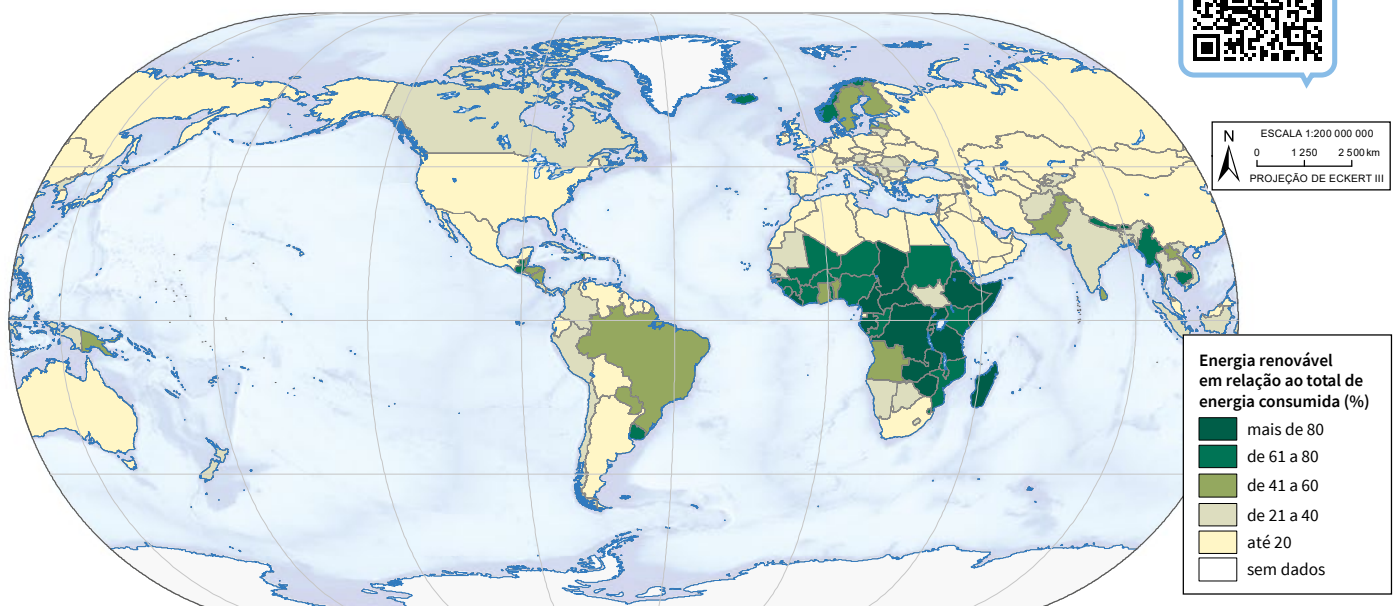 N
ESCALA 1:200 000 000
0 1 250 2 500 km
PROJEÇÃO DE ECKERT III
Energia renovável
em relação ao total de
energia consumida (%)
mais de 80
de 61 a 80
de 41 a 60
de 21 a 40
até 20
sem dados